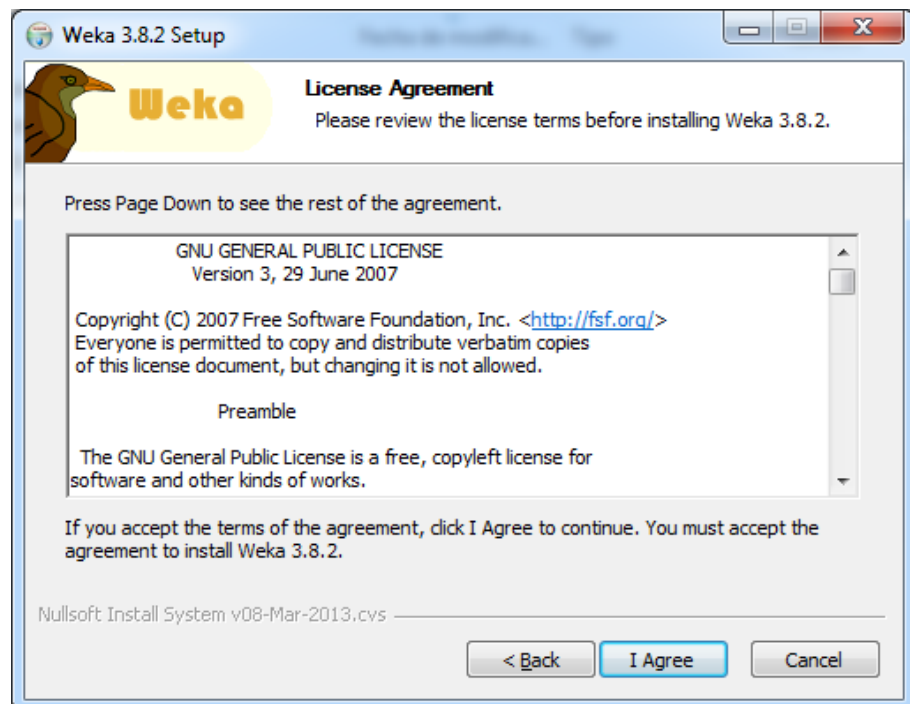 Weka 3.8.2 Setup
Weka
License Agreement
Please review the license terms before installing Weka 3.8.2.
Press Page Down to see the rest of the agreement.
GNU GENERAL PUBLIC LICENSE
Version 3, 29 June 2007
Copyright (C) 2007 Free Software Foundation, Inc. <http://fsf.org/>
Everyone is permitted to copy and distribute verbatim copies
of this license document, but changing it is not allowed.
Preamble
The GNU General Public License is a free, copyleft license for
software and other kinds of works.
If you accept the terms of the agreement, click I Agree to continue. You must accept the
agreement to install Weka 3.8.2.
Nullsoft Install System v08-Mar-2013.cvs
< Back I Agree Cancel